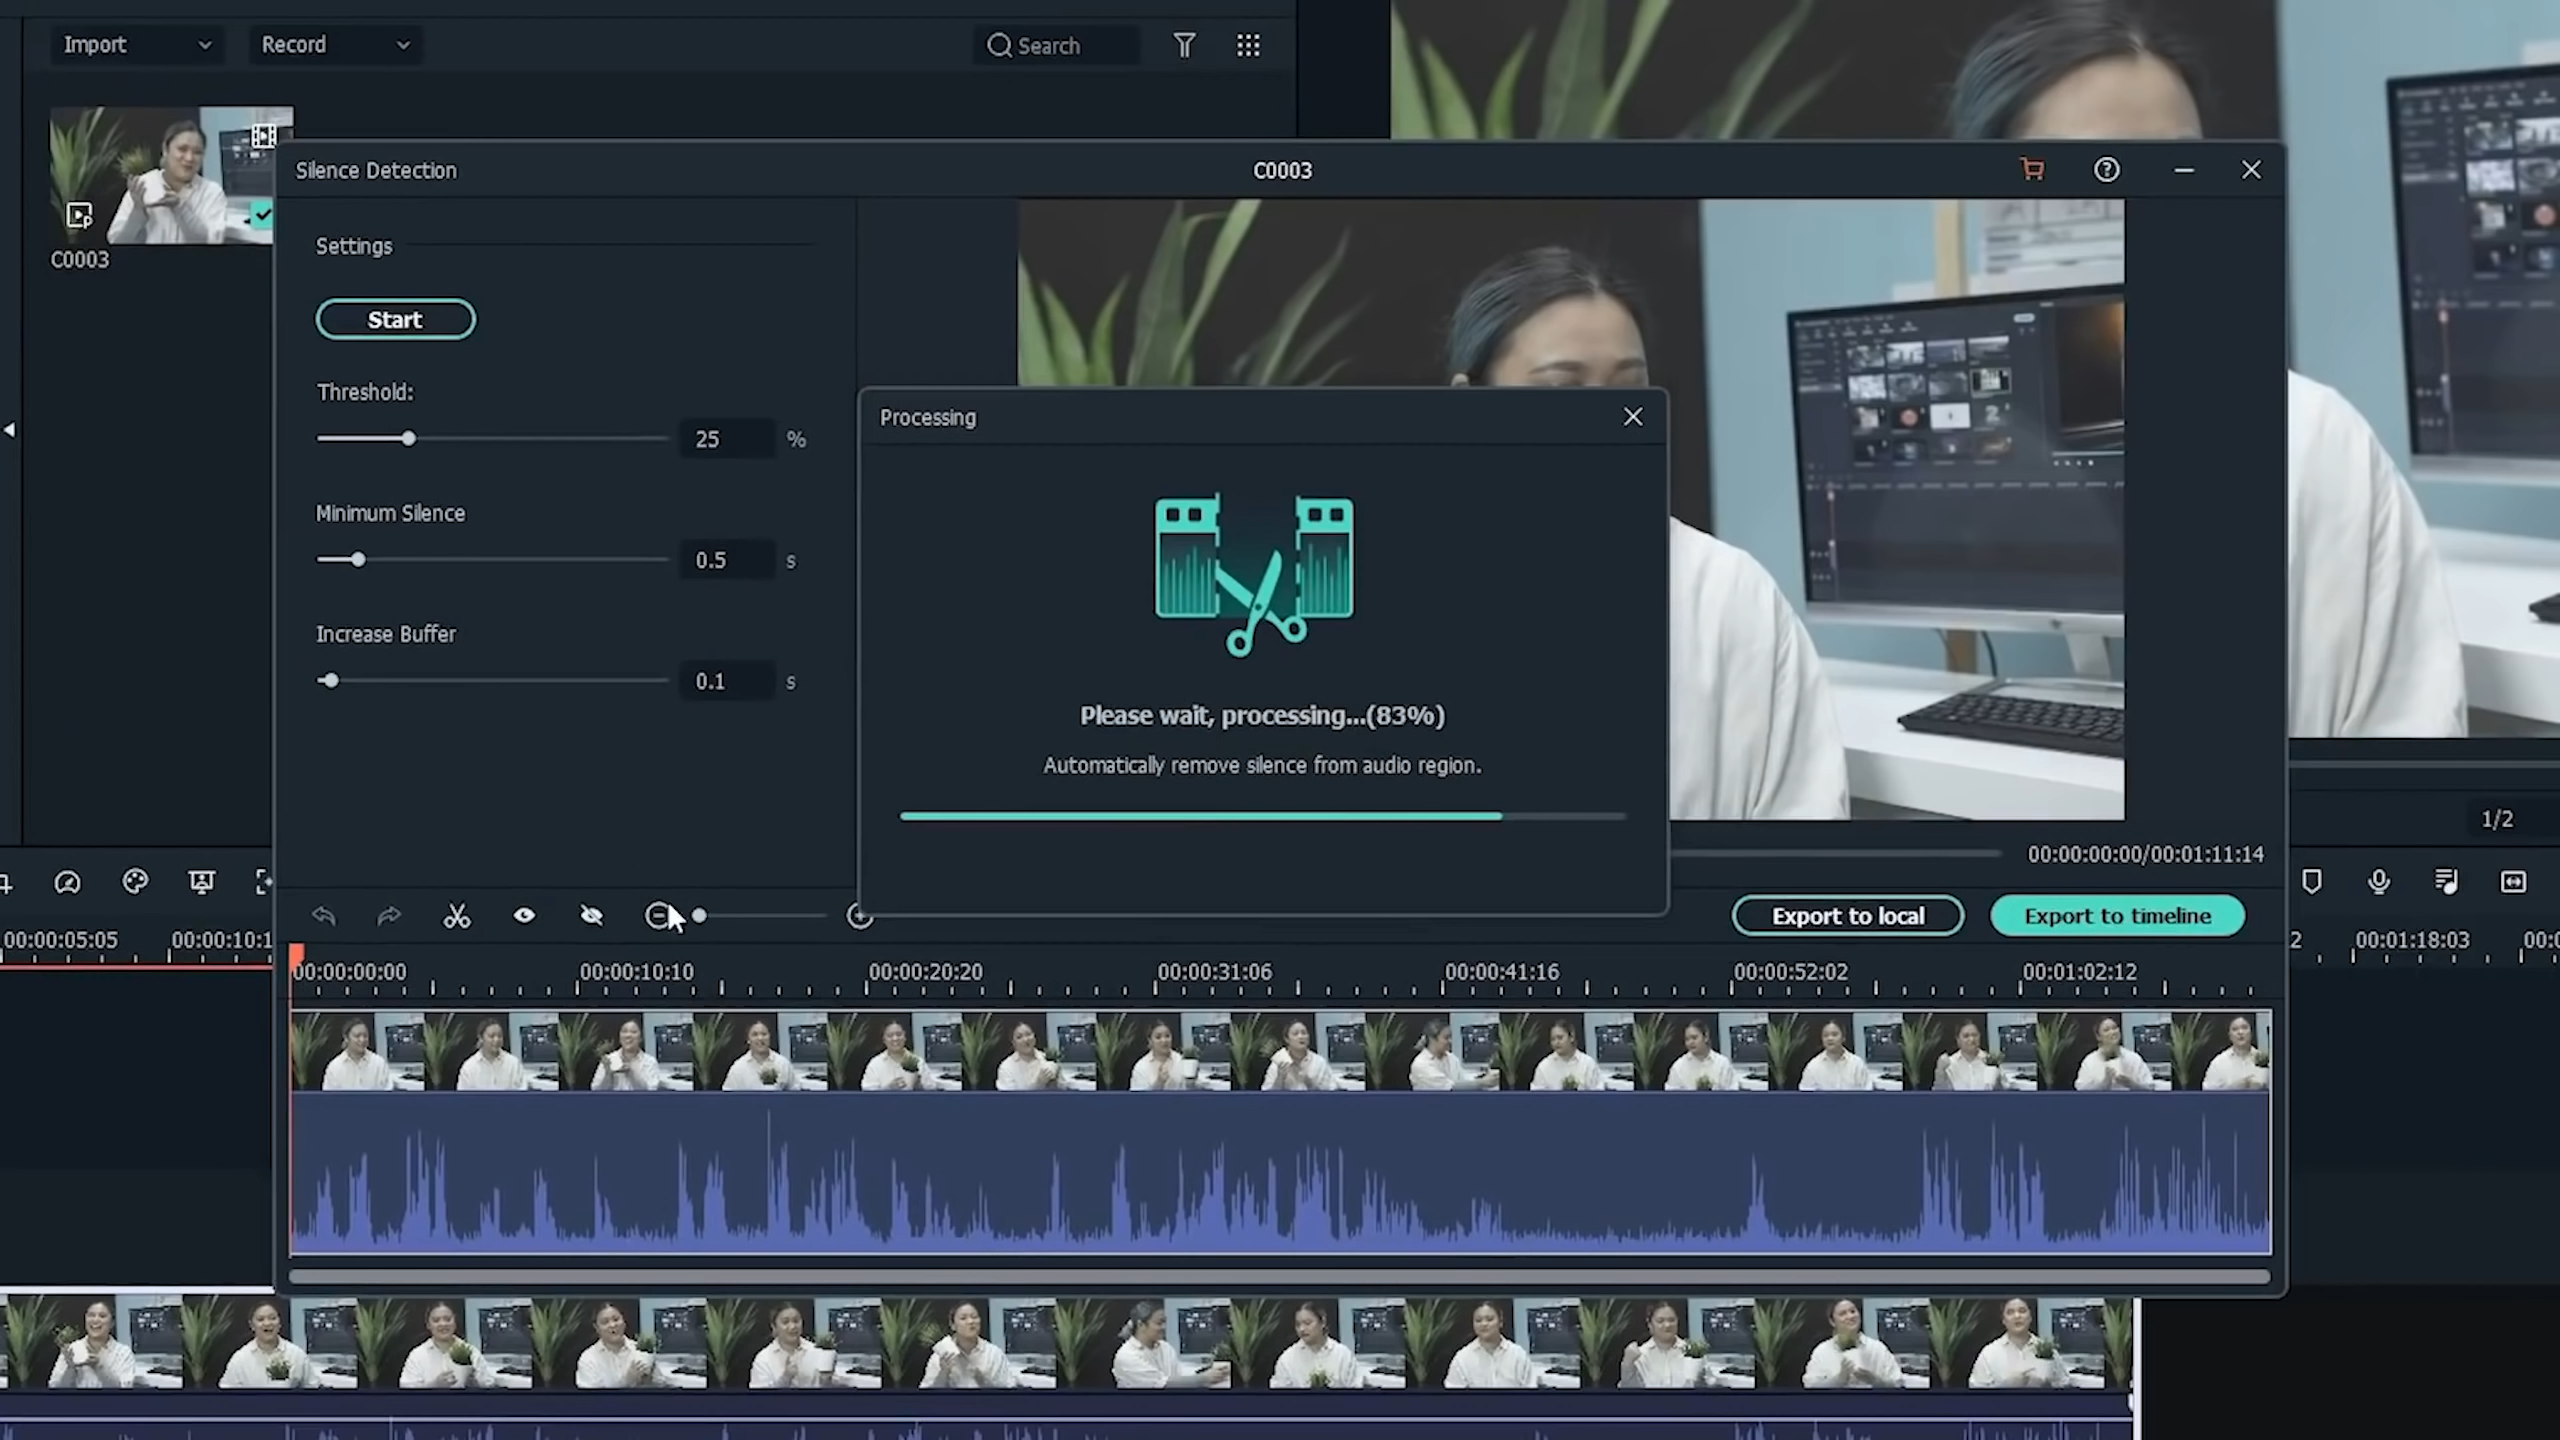 Import
Record
Search
C0003
Silence Detection
C0003
Settings
Start
Threshold:
25 %
Minimum Silence
0.5 s
Increase Buffer
0.1 s
Processing
Please wait, processing...(83%)
Automatically remove silence from audio region.
1/2
00:00:00:00/00:01:11:14
Export to local
Export to timeline
00:00:05:05
00:01:18:03
00:00:00:00
00:00:10:10
00:00:20:20
00:00:31:06
00:00:41:16
00:00:52:02
00:01:02:12